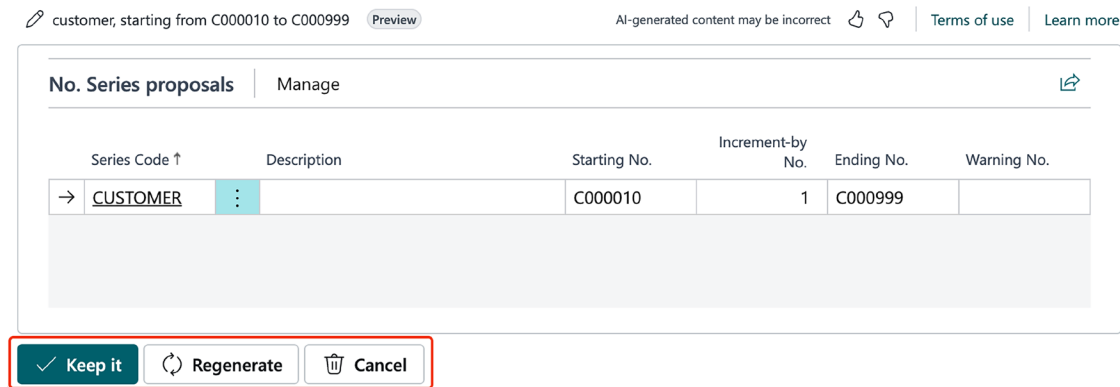 customer, starting from C000010 to C000999 Preview AI-generated content may be incorrect Terms of use Learn more
No. Series proposals Manage
Series Code ↑ Description Starting No. Increment-by No. Ending No. Warning No.
→ CUSTOMER C000010 1 C000999
Keep it Regenerate Cancel